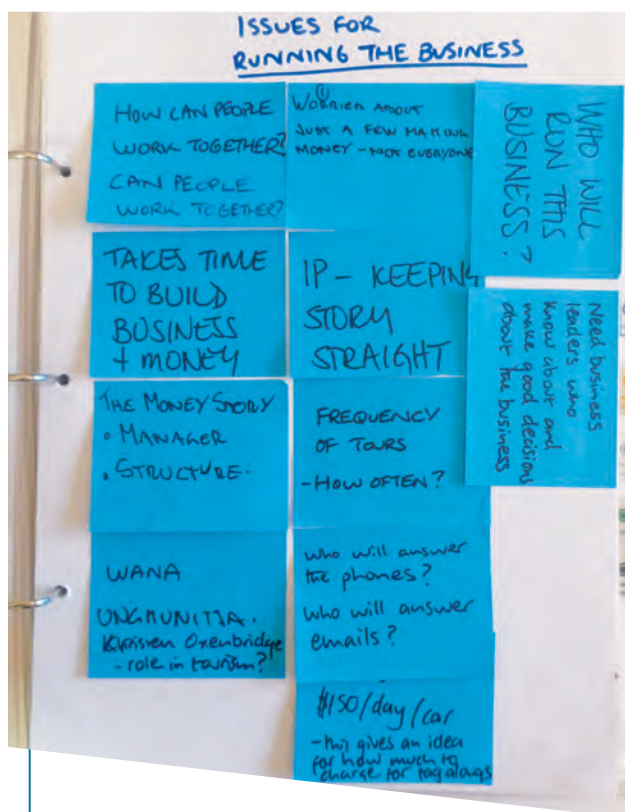 ISSUES FOR
RUNNING THE BUSINESS
HOW CAN PEOPLE
WORK TOGETHER?
CAN PEOPLE
WORK TOGETHER?
WORRIED ABOUT
JUST A FEW MAKING
MONEY - NOT EVERYONE
WHO WILL
RUN THIS
BUSINESS?
TAKES TIME
TO BUILD
BUSINESS
+ MONEY
IP - KEEPING
STORY
STRAIGHT
Need business
leaders who
know about and
make good decisions
about the business
THE MONEY STORY
• MANAGER
• STRUCTURE.
FREQUENCY
OF TOURS
- HOW OFTEN?
WANA
UNGKUNITJA.
Oxenbridge
- role in tourism?
who will answer
the phones?
who will answer
emails?
$150/day/car
- this gives an idea
for how much to
charge for tagalongs